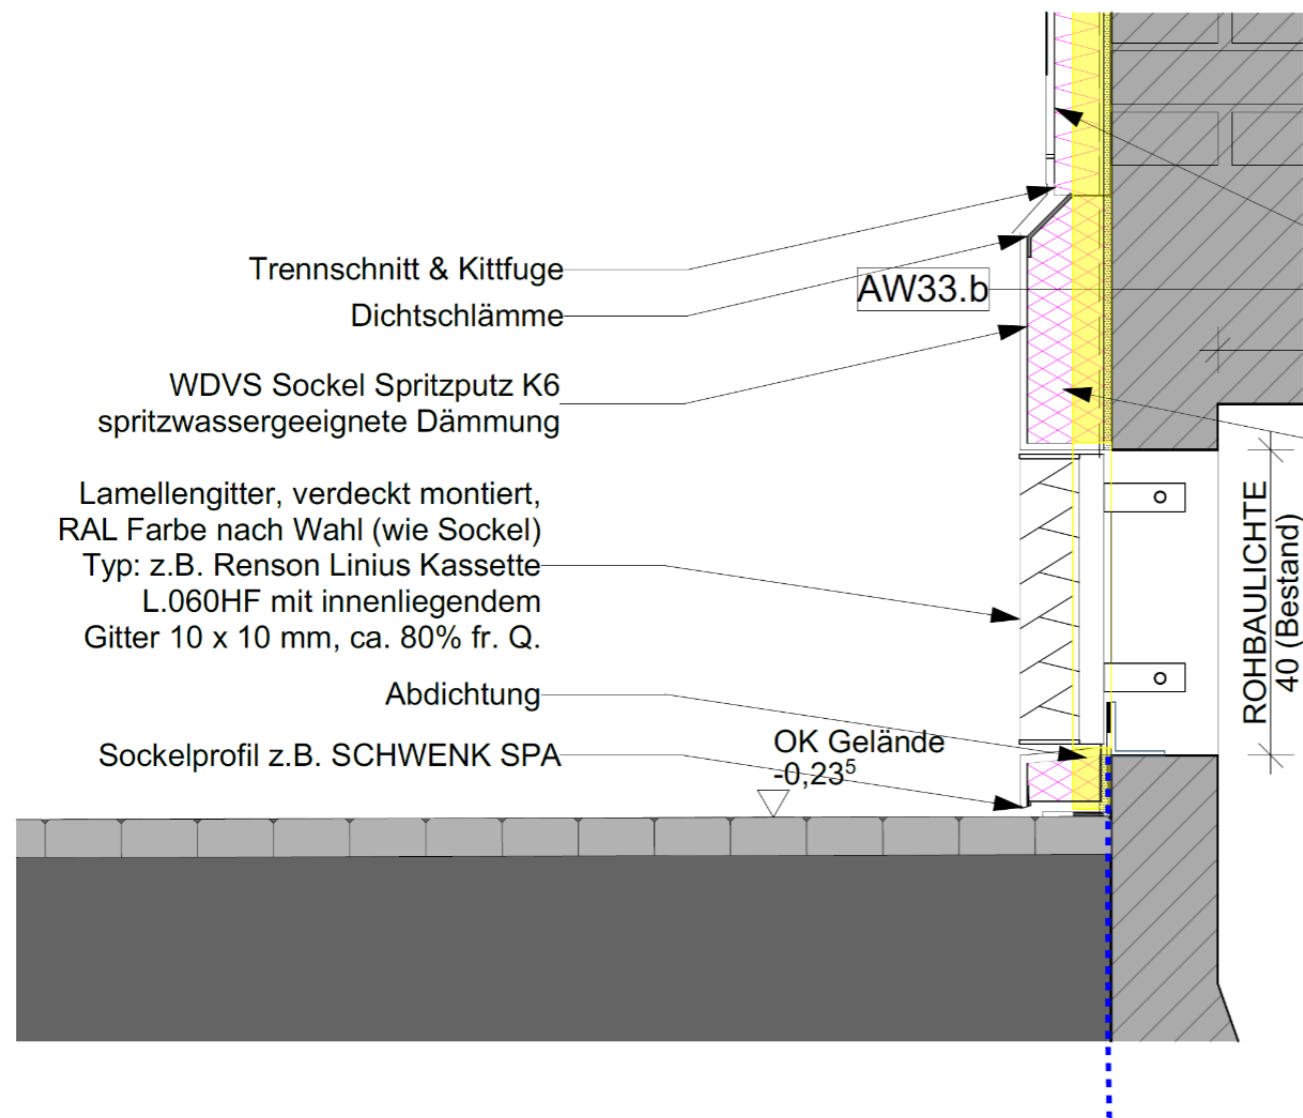 Trennschnitt & Kittfuge
Dichtschlämme
AW33.b
WDVS Sockel Spritzputz K6
spritzwassergeeignete Dämmung
Lamellengitter, verdeckt montiert,
RAL Farbe nach Wahl (wie Sockel)
Typ: z.B. Renson Linius Kassette
L.060HF mit innenliegendem
Gitter 10 x 10 mm, ca. 80% fr. Q.
Abdichtung
Sockelprofil z.B. SCHWENK SPA
OK Gelände
-0,23⁵
ROHBAULICHTE
40 (Bestand)